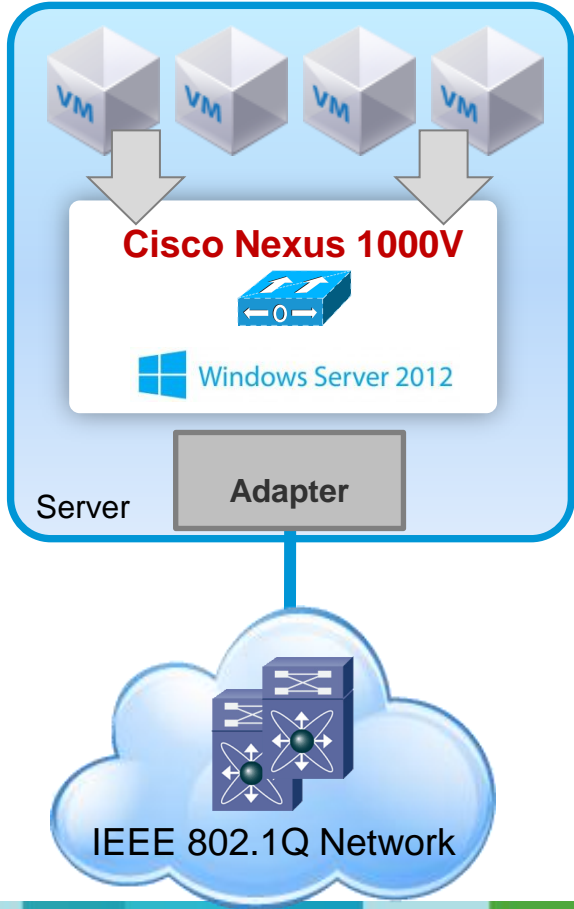 VM VM VM VM
Cisco Nexus 1000V
Windows Server 2012
Adapter
Server
IEEE 802.1Q Network